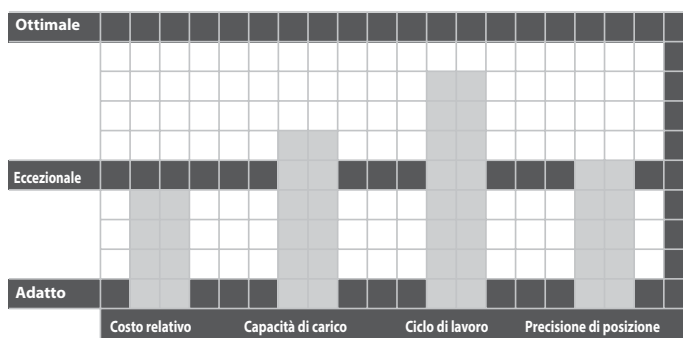 Ottimale
Eccezionale
Adatto
Costo relativo Capacità di carico Ciclo di lavoro Precisione di posizione